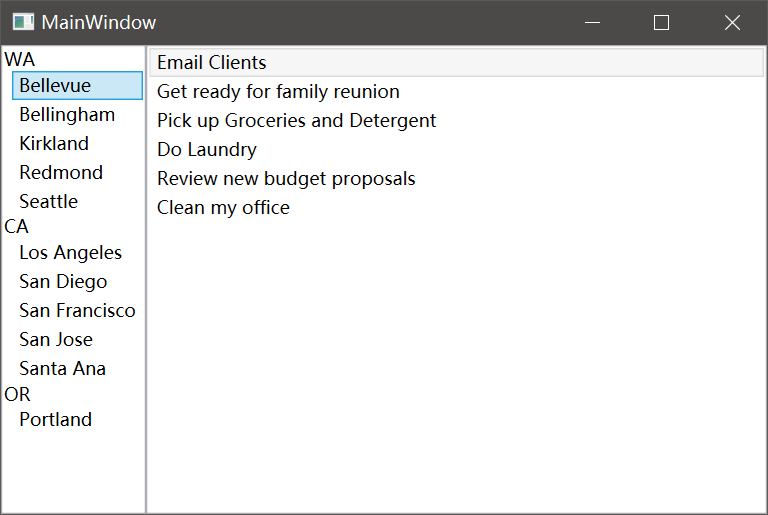 MainWindow
WA
Bellevue
Bellingham
Kirkland
Redmond
Seattle
CA
Los Angeles
San Diego
San Francisco
San Jose
Santa Ana
OR
Portland
Email Clients
Get ready for family reunion
Pick up Groceries and Detergent
Do Laundry
Review new budget proposals
Clean my office